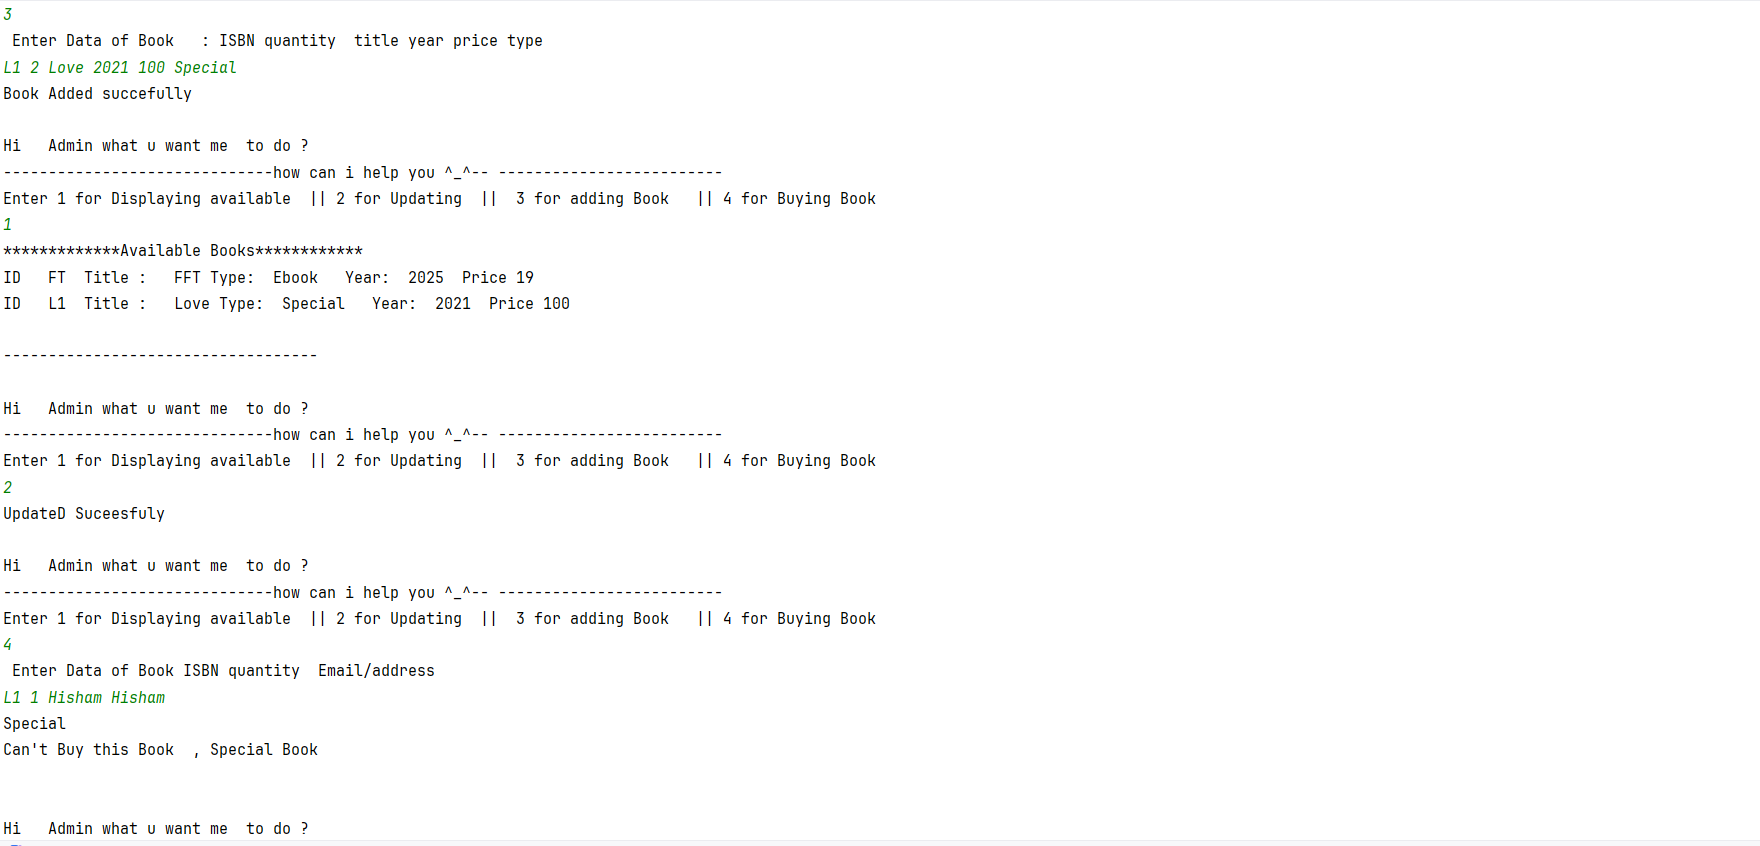 3
 Enter Data of Book   : ISBN quantity  title year price type
L1 2 Love 2021 100 Special
Book Added succefully

Hi   Admin what u want me  to do ?
------------------------------how can i help you ^_^-- -------------------------
Enter 1 for Displaying available  || 2 for Updating  ||  3 for adding Book   || 4 for Buying Book
1
*************Available Books************
ID   FT  Title :   FFT Type:  Ebook   Year:  2025  Price 19
ID   L1  Title :   Love Type:  Special   Year:  2021  Price 100

-----------------------------------

Hi   Admin what u want me  to do ?
------------------------------how can i help you ^_^-- -------------------------
Enter 1 for Displaying available  || 2 for Updating  ||  3 for adding Book   || 4 for Buying Book
2
UpdateD Suceesfuly

Hi   Admin what u want me  to do ?
------------------------------how can i help you ^_^-- -------------------------
Enter 1 for Displaying available  || 2 for Updating  ||  3 for adding Book   || 4 for Buying Book
4
 Enter Data of Book ISBN quantity  Email/address
L1 1 Hisham Hisham
Special
Can't Buy this Book  , Special Book


Hi   Admin what u want me  to do ?